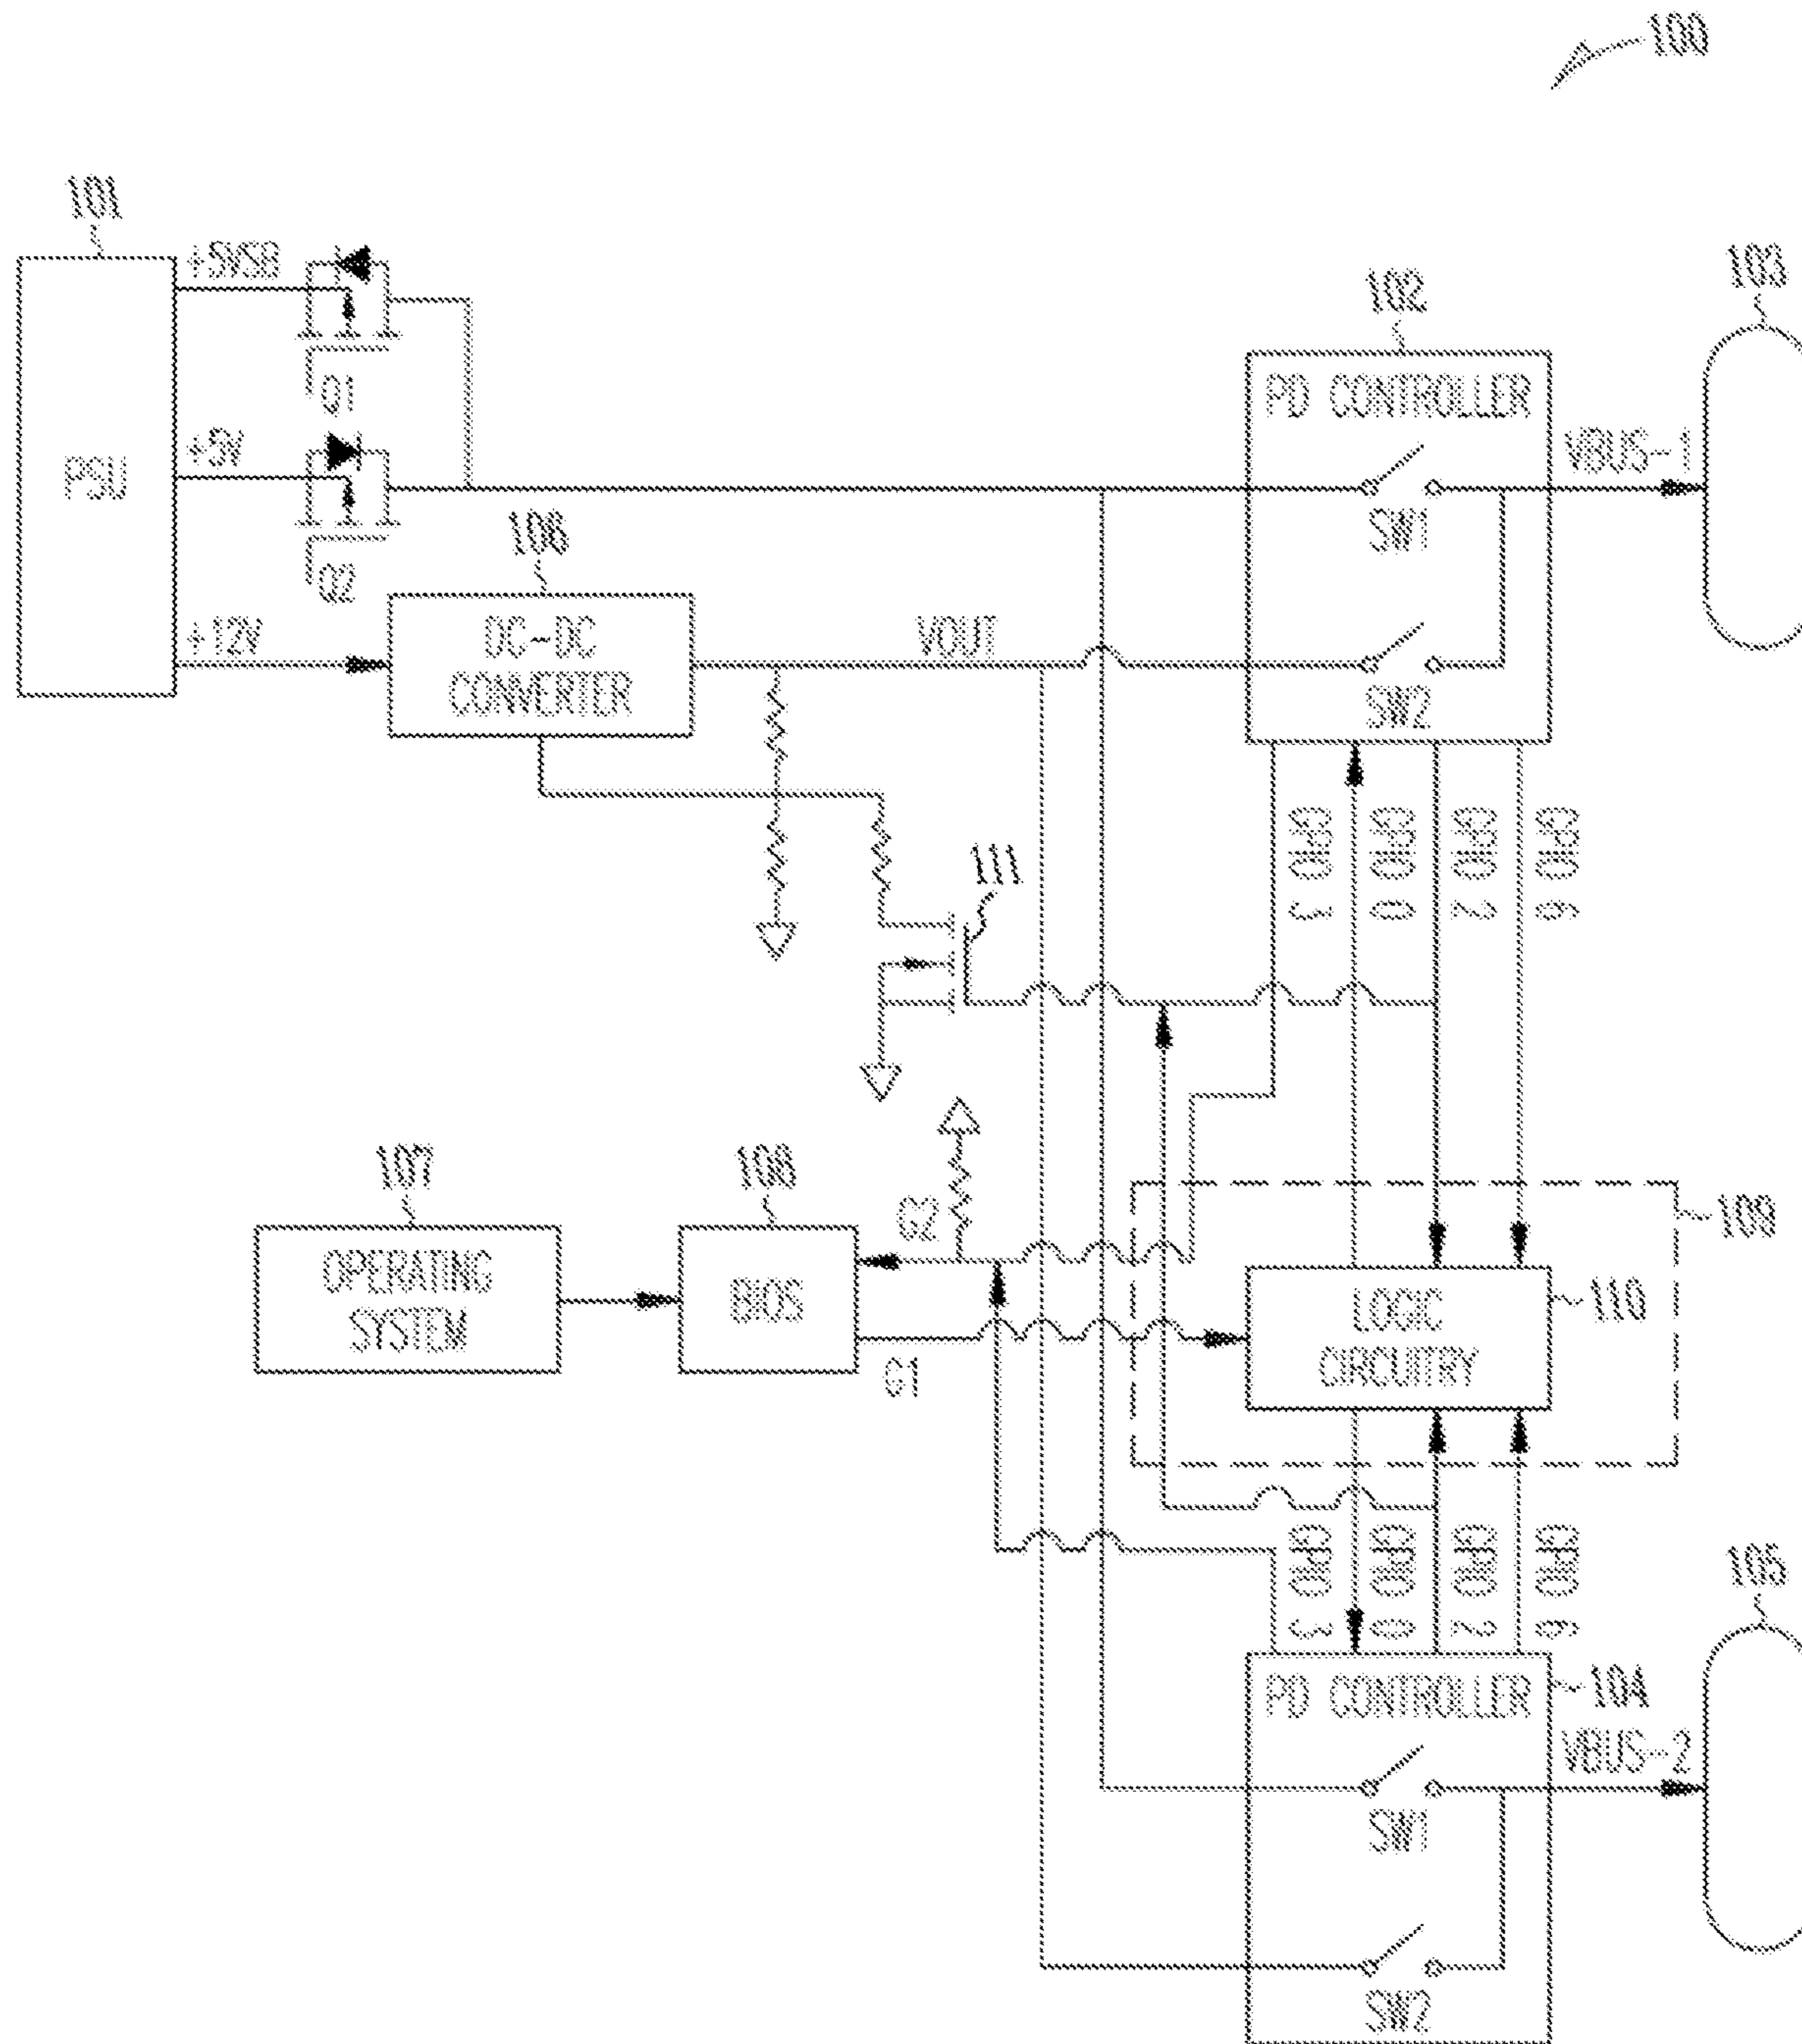 100
101
+5VSB
103
102
Q1
PD CONTROLLER
+5V
PSU
VBUS-1
SW1
106
Q2
+12V
DC-DC
CONVERTER
VOUT
SW2
GPIO 3
GPIO 0
GPIO 2
GPIO 6
111
107
108
109
G2
OPERATING
SYSTEM
BIOS
LOGIC
CIRCUITRY
110
G1
GPIO 3
GPIO 0
GPIO 2
GPIO 6
105
PD CONTROLLER
104
VBUS-2
SW1
SW2